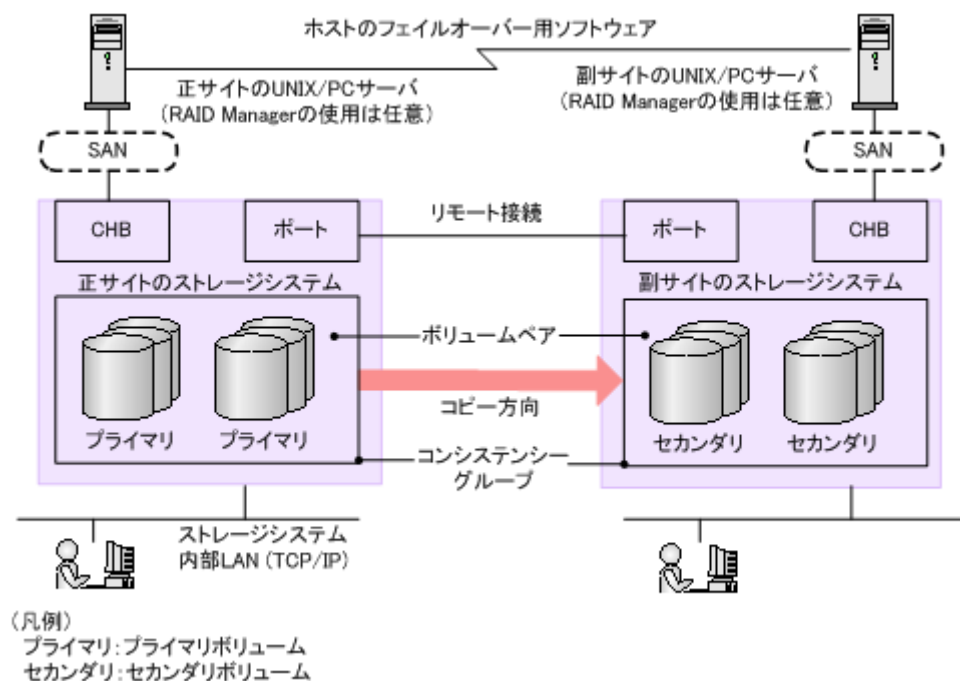 ホストのフェイルオーバー用ソフトウェア
正サイトのUNIX/PCサーバ
(RAID Managerの使用は任意)
副サイトのUNIX/PCサーバ
(RAID Managerの使用は任意)
SAN
SAN
CHB
ポート
リモート接続
ポート
CHB
正サイトのストレージシステム
副サイトのストレージシステム
ボリュームペア
コピー方向
プライマリ
プライマリ
セカンダリ
セカンダリ
コンシステンシー
グループ
ストレージシステム
内部LAN (TCP/IP)
(凡例)
プライマリ:プライマリボリューム
セカンダリ:セカンダリボリューム